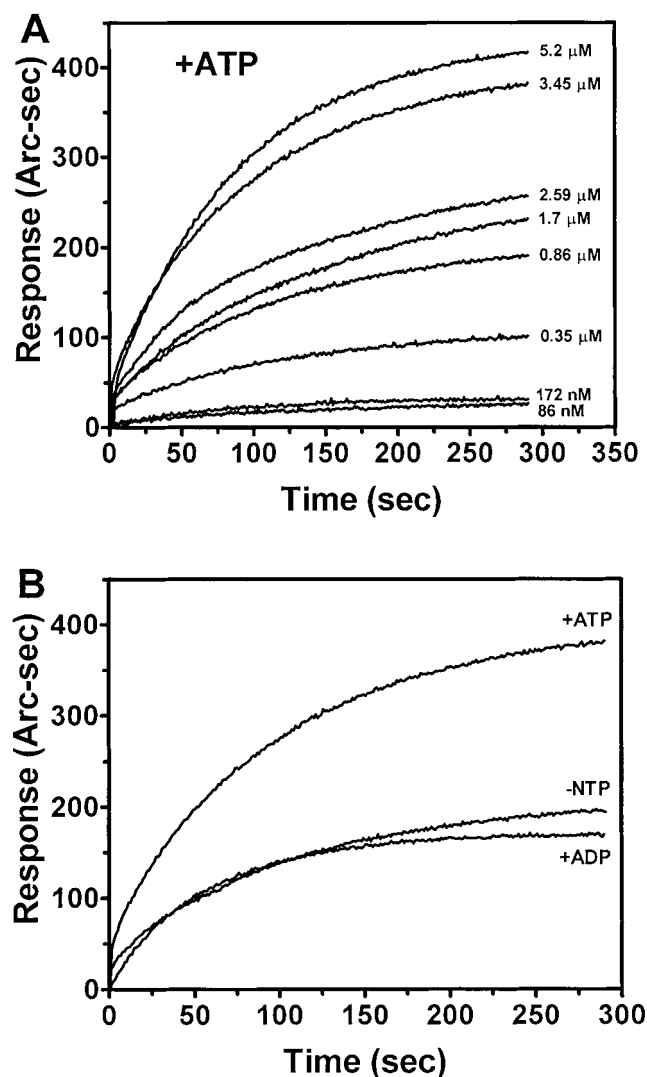 A
+ATP
Response (Arc-sec)
400
300
200
100
0
5.2 µM
3.45 µM
2.59 µM
1.7 µM
0.86 µM
0.35 µM
172 nM
86 nM
0 50 100 150 200 250 300 350
Time (sec)
B
Response (Arc-sec)
400
300
200
100
0
+ATP
-NTP
+ADP
0 50 100 150 200 250 300
Time (sec)